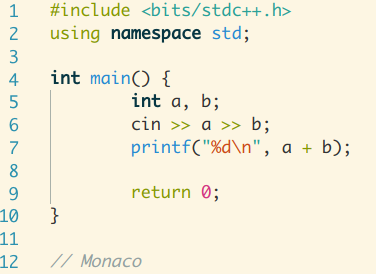 1 #include <bits/stdc++.h>
2 using namespace std;
3
4 int main() {
5         int a, b;
6         cin >> a >> b;
7         printf("%d\n", a + b);
8
9         return 0;
10 }
11
12 // Monaco